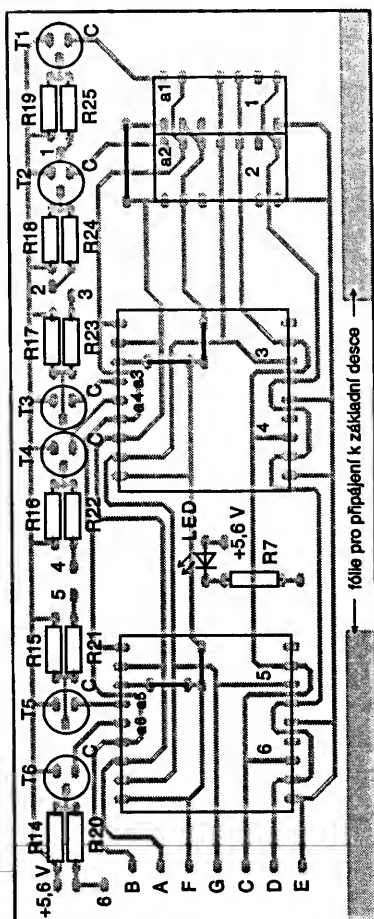 T1
C
R19
R25
T2
1
C
R18
R24
2
3
R17
R23
T3
C
T4
C
R16
R22
4
5
R15
R21
T5
C
T6
C
R14
R20
+5,6 V
6
a1
1
a2
2
a4
a3
3
4
LED
+5,6 V
R7
a6
a5
5
6
B
A
F
G
C
D
E
fólie pro připájení k základní desce